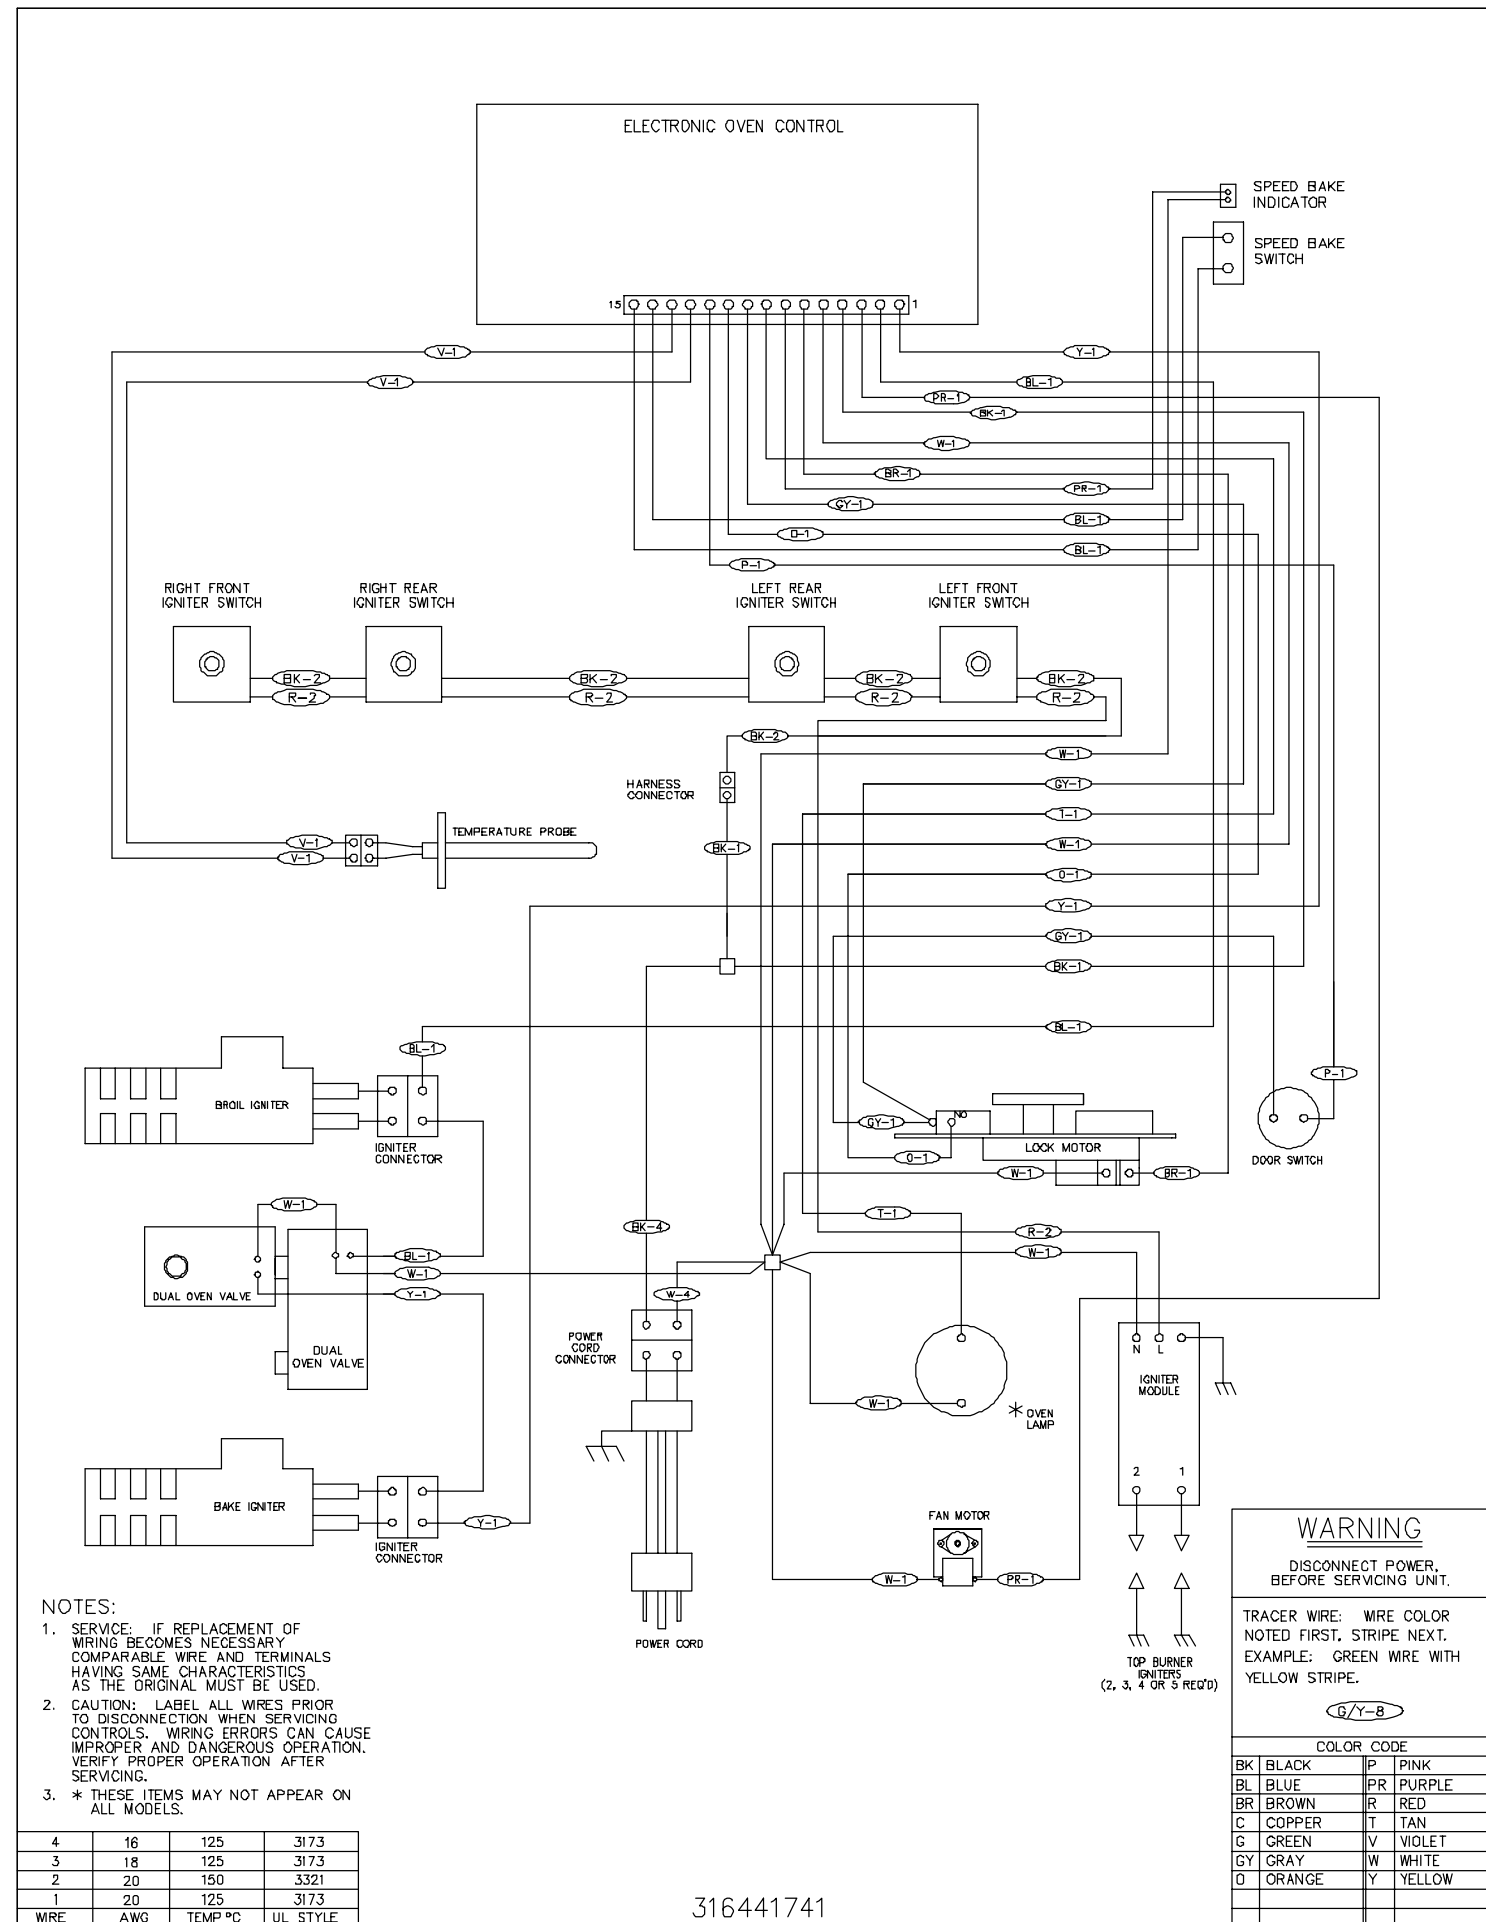 ELECTRONIC OVEN CONTROL
SPEED BAKE
INDICATOR
SPEED BAKE
SWITCH
15
1
V-1
Y-1
V-1
BL-1
PR-1
BK-1
W-1
BR-1
PR-1
GY-1
BL-1
O-1
BL-1
P-1
RIGHT FRONT
IGNITER SWITCH
RIGHT REAR
IGNITER SWITCH
LEFT REAR
IGNITER SWITCH
LEFT FRONT
IGNITER SWITCH
BK-2
BK-2
BK-2
BK-2
R-2
R-2
R-2
R-2
BK-2
W-1
HARNESS
CONNECTOR
GY-1
T-1
TEMPERATURE PROBE
V-1
V-1
BK-1
W-1
O-1
Y-1
GY-1
BK-1
BL-1
BL-1
P-1
BROIL IGNITER
IGNITER
CONNECTOR
NO
GY-1
LOCK MOTOR
O-1
W-1
BR-1
DOOR SWITCH
W-1
T-1
BK-4
R-2
W-1
BL-1
W-1
Y-1
W-4
DUAL OVEN VALVE
DUAL
OVEN VALVE
POWER
CORD
CONNECTOR
N
L
IGNITER
MODULE
W-1
* OVEN
LAMP
2
1
BAKE IGNITER
Y-1
IGNITER
CONNECTOR
FAN MOTOR
W-1
PR-1
POWER CORD
TOP BURNER
IGNITERS
(2, 3, 4 OR 5 REQ'D)
WARNING
DISCONNECT POWER,
BEFORE SERVICING UNIT.
TRACER WIRE: WIRE COLOR
NOTED FIRST, STRIPE NEXT.
EXAMPLE: GREEN WIRE WITH
YELLOW STRIPE.
G/Y-8
COLOR CODE
BK BLACK P PINK
BL BLUE PR PURPLE
BR BROWN R RED
C COPPER T TAN
G GREEN V VIOLET
GY GRAY W WHITE
O ORANGE Y YELLOW
NOTES:
1. SERVICE: IF REPLACEMENT OF
WIRING BECOMES NECESSARY
COMPARABLE WIRE AND TERMINALS
HAVING SAME CHARACTERISTICS
AS THE ORIGINAL MUST BE USED.
2. CAUTION: LABEL ALL WIRES PRIOR
TO DISCONNECTION WHEN SERVICING
CONTROLS. WIRING ERRORS CAN CAUSE
IMPROPER AND DANGEROUS OPERATION.
VERIFY PROPER OPERATION AFTER
SERVICING.
3. * THESE ITEMS MAY NOT APPEAR ON
ALL MODELS.
4 16 125 3173
3 18 125 3173
2 20 150 3321
1 20 125 3173
WIRE AWG TEMP °C UL STYLE
316441741